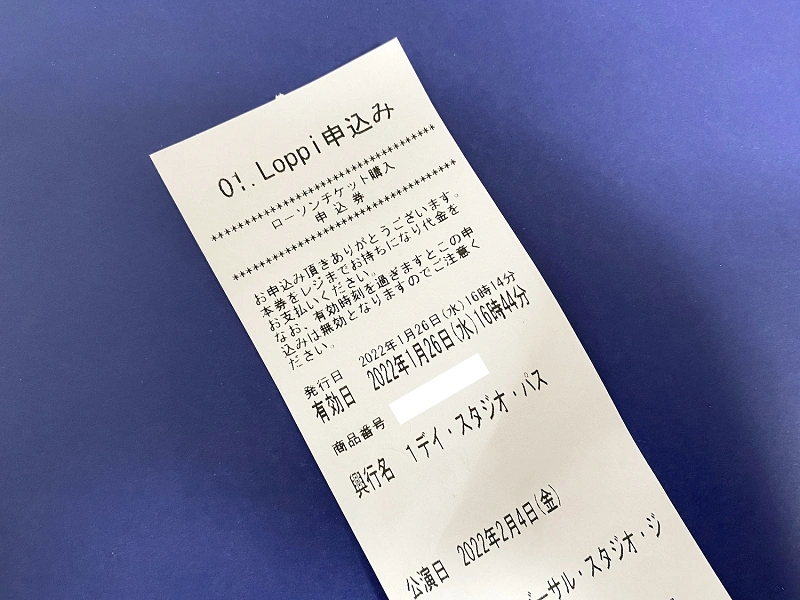 01. Loppi申込み
********************************
ローソンチケット購入
申込券
********************************
お申込み頂きありがとうございます。
本券をレジまでお持ちになり代金を
お支払いください。
なお、有効時刻を過ぎますとこの申
込みは無効となりますのでご注意く
ださい。
発行日 2022年1月26日(水)16時14分
有効日 2022年1月26日(水)16時44分
商品番号
興行名 1デイ・スタジオ・パス
公演日 2022年2月4日(金)
ーサル・スタジオ・ジ